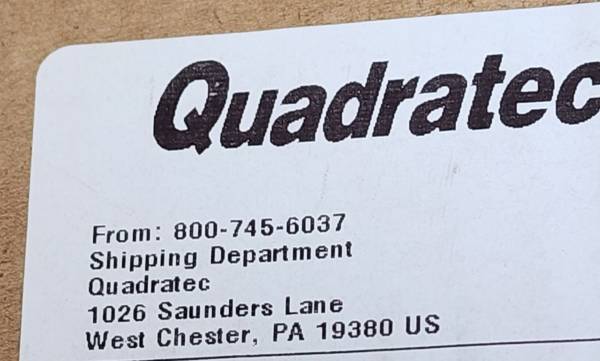 Quadratec
From: 800-745-6037
Shipping Department
Quadratec
1026 Saunders Lane
West Chester, PA 19380 US